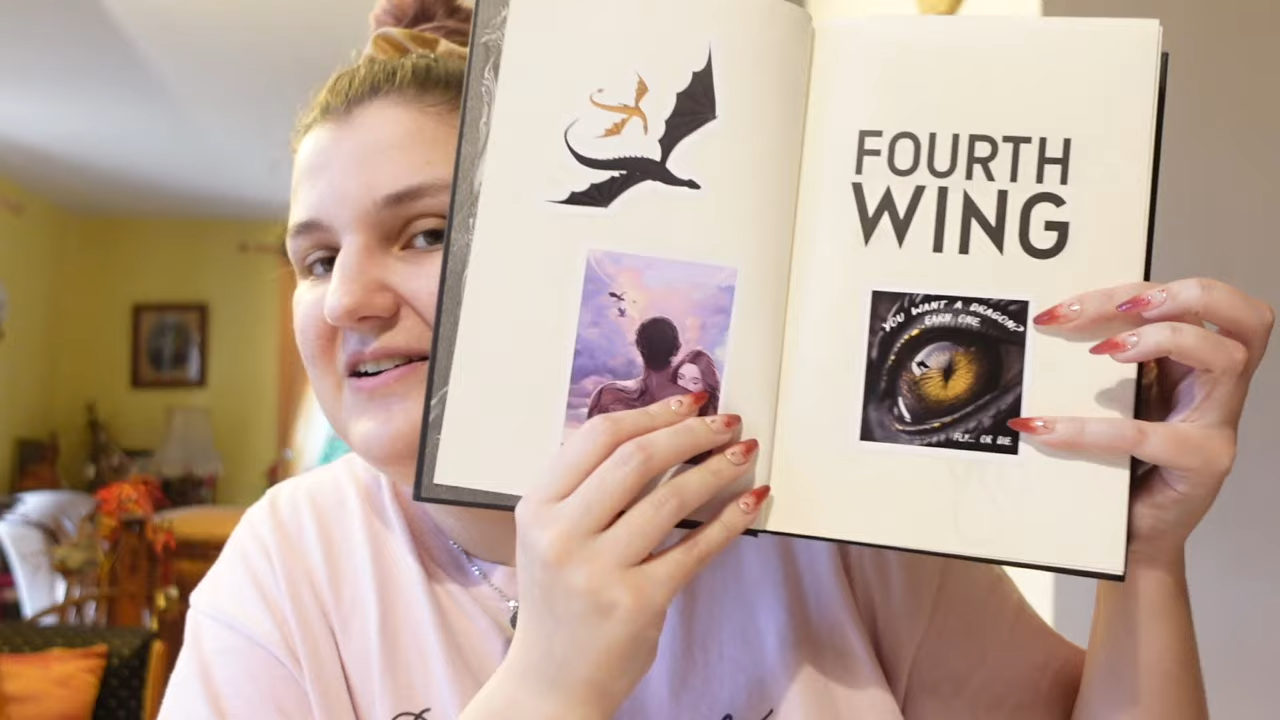 FOURTH
WING
YOU WANT A DRAGON?
EARN ONE.
FLY... OR DIE.